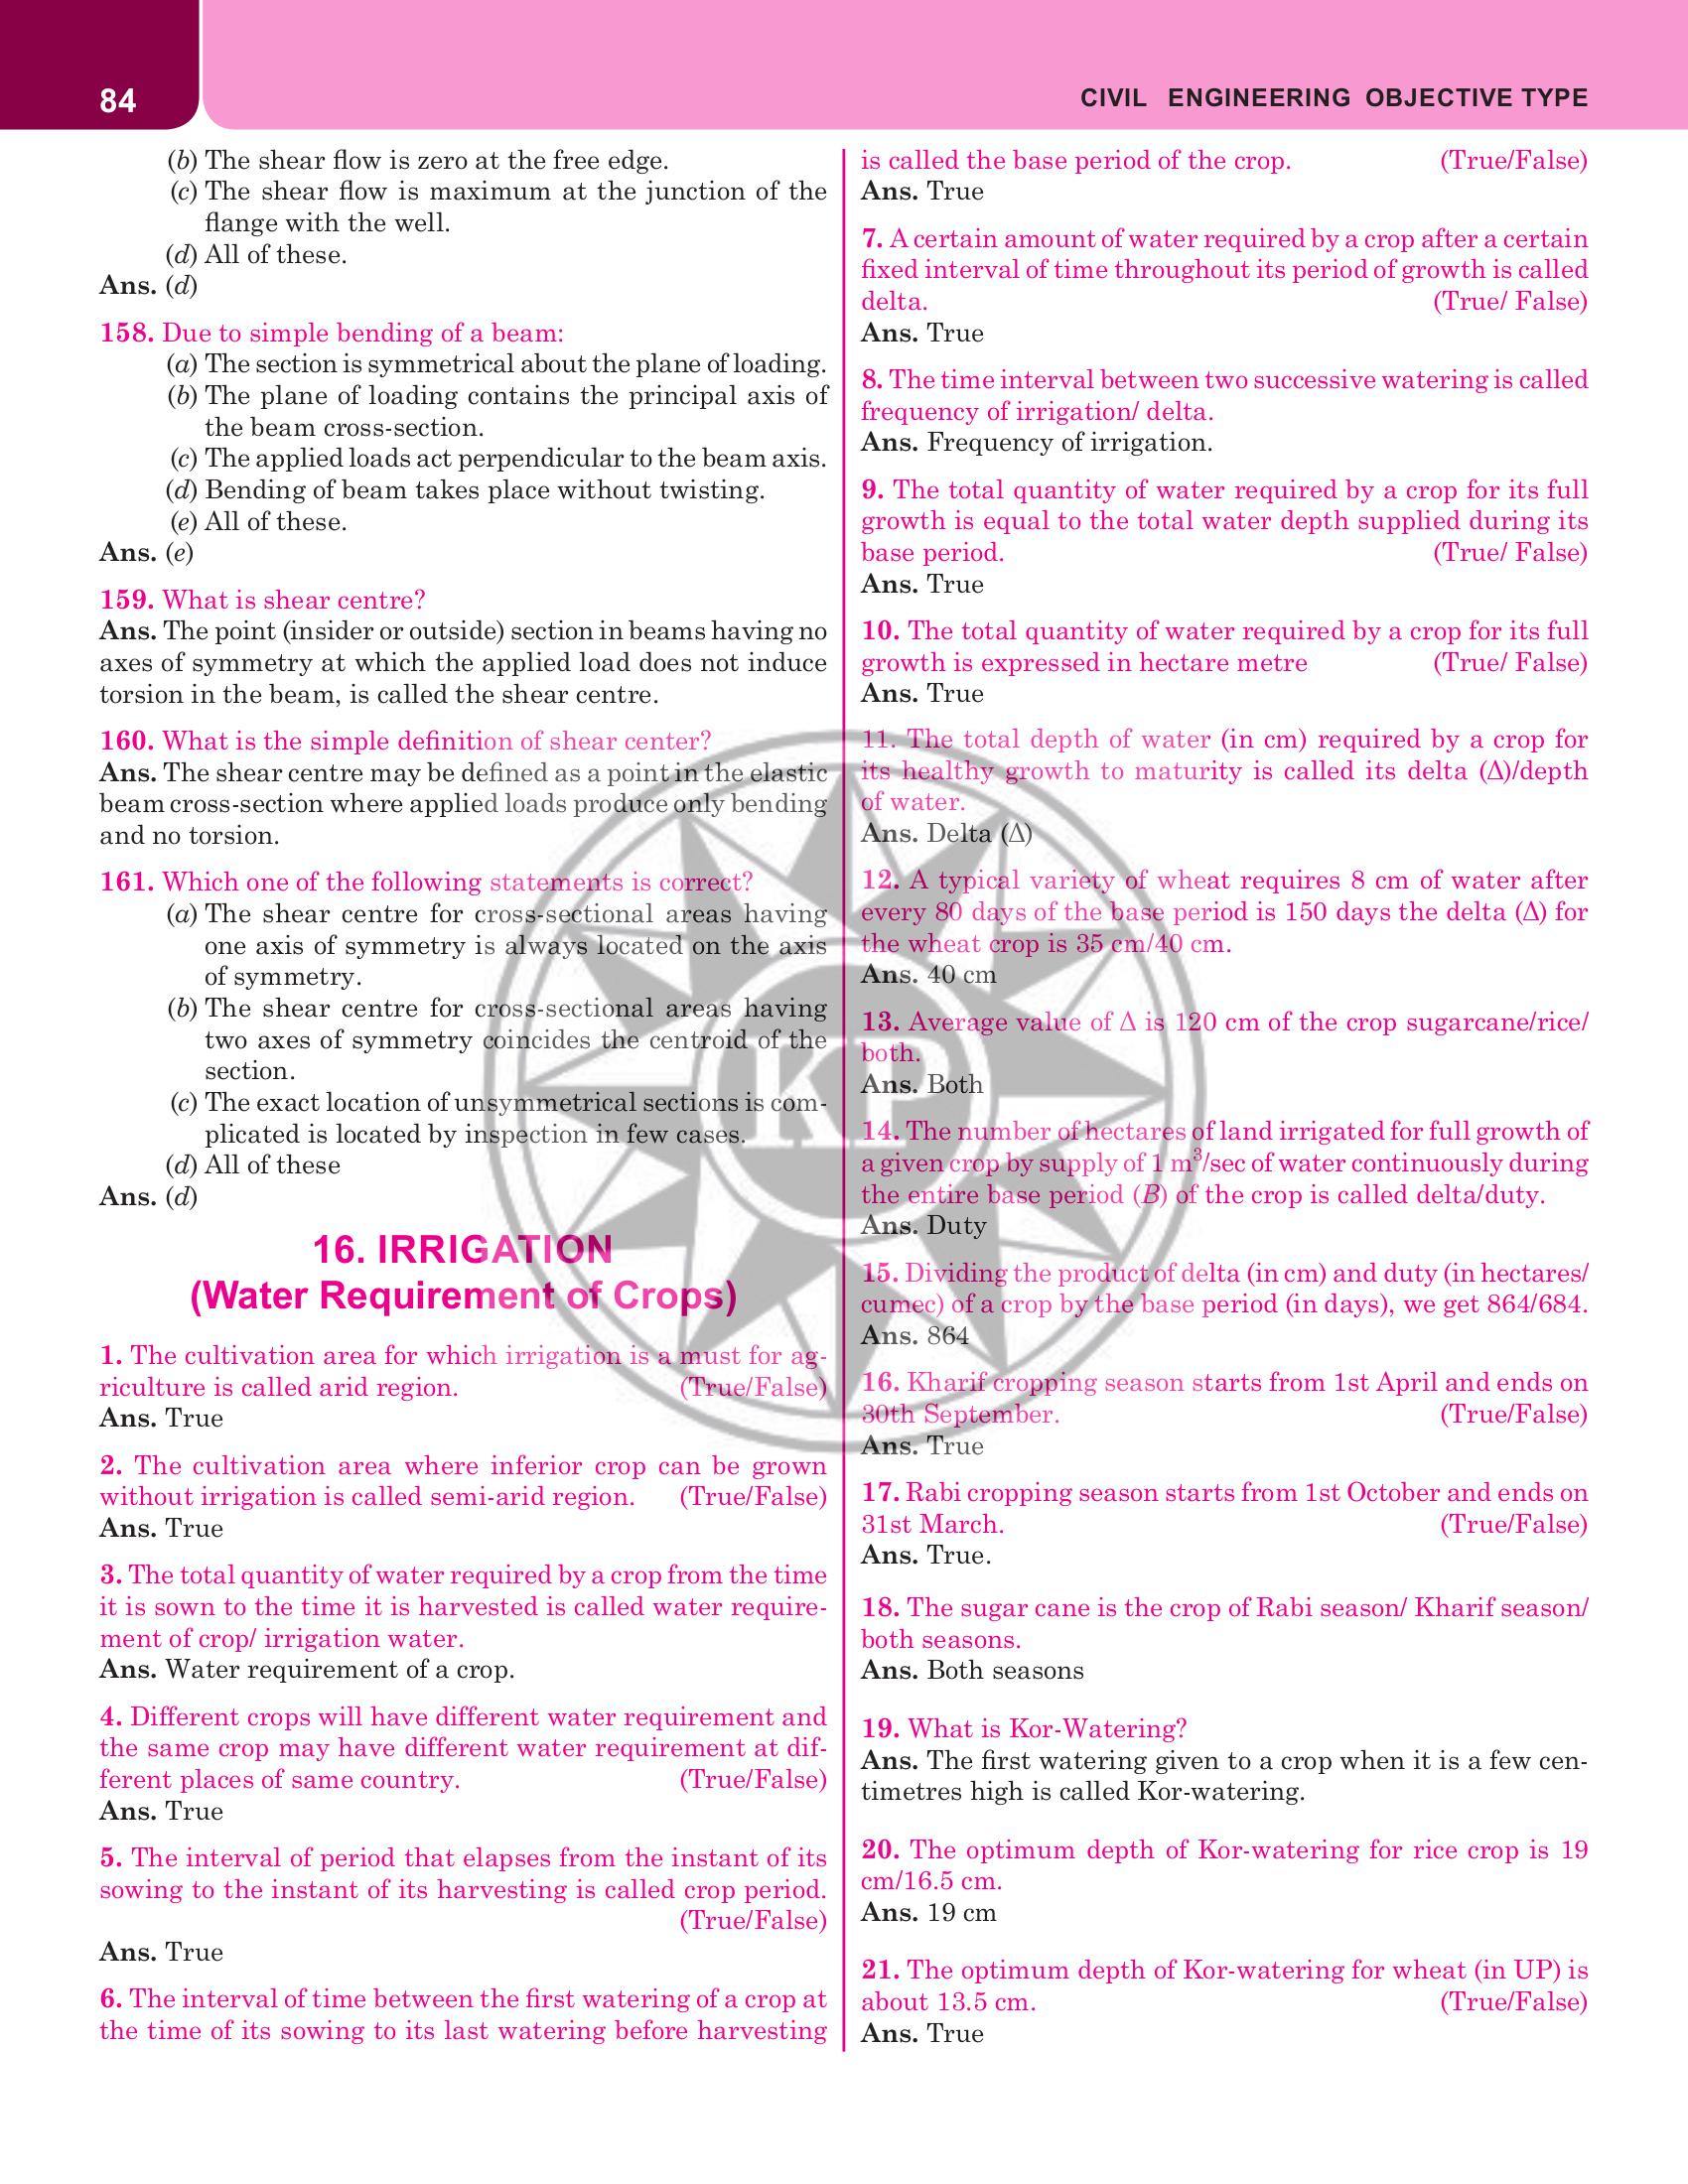 84
CIVIL ENGINEERING OBJECTIVE TYPE
(b) The shear flow is zero at the free edge.
(c) The shear flow is maximum at the junction of the
flange with the well.
(d) All of these.
Ans. (d)
158. Due to simple bending of a beam:
(a) The section is symmetrical about the plane of loading.
(b) The plane of loading contains the principal axis of
the beam cross-section.
(c) The applied loads act perpendicular to the beam axis.
(d) Bending of beam takes place without twisting.
(e) All of these.
Ans. (e)
159. What is shear centre?
Ans. The point (insider or outside) section in beams having no
axes of symmetry at which the applied load does not induce
torsion in the beam, is called the shear centre.
160. What is the simple definition of shear center?
Ans. The shear centre may be defined as a point in the elastic
beam cross-section where applied loads produce only bending
and no torsion.
161. Which one of the following statements is correct?
(a) The shear centre for cross-sectional areas having
one axis of symmetry is always located on the axis
of symmetry.
(b) The shear centre for cross-sectional areas having
two axes of symmetry coincides the centroid of the
section.
(c) The exact location of unsymmetrical sections is com-
plicated is located by inspection in few cases.
(d) All of these
Ans. (d)
16. IRRIGATION
(Water Requirement of Crops)
1. The cultivation area for which irrigation is a must for ag-
riculture is called arid region. (True/False)
Ans. True
2. The cultivation area where inferior crop can be grown
without irrigation is called semi-arid region. (True/False)
Ans. True
3. The total quantity of water required by a crop from the time
it is sown to the time it is harvested is called water require-
ment of crop/ irrigation water.
Ans. Water requirement of a crop.
4. Different crops will have different water requirement and
the same crop may have different water requirement at dif-
ferent places of same country. (True/False)
Ans. True
5. The interval of period that elapses from the instant of its
sowing to the instant of its harvesting is called crop period.
(True/False)
Ans. True
6. The interval of time between the first watering of a crop at
the time of its sowing to its last watering before harvesting
is called the base period of the crop. (True/False)
Ans. True
7. A certain amount of water required by a crop after a certain
fixed interval of time throughout its period of growth is called
delta. (True/ False)
Ans. True
8. The time interval between two successive watering is called
frequency of irrigation/ delta.
Ans. Frequency of irrigation.
9. The total quantity of water required by a crop for its full
growth is equal to the total water depth supplied during its
base period. (True/ False)
Ans. True
10. The total quantity of water required by a crop for its full
growth is expressed in hectare metre (True/ False)
Ans. True
11. The total depth of water (in cm) required by a crop for
its healthy growth to maturity is called its delta (Δ)/depth
of water.
Ans. Delta (Δ)
12. A typical variety of wheat requires 8 cm of water after
every 80 days of the base period is 150 days the delta (Δ) for
the wheat crop is 35 cm/40 cm.
Ans. 40 cm
13. Average value of Δ is 120 cm of the crop sugarcane/rice/
both.
Ans. Both
14. The number of hectares of land irrigated for full growth of
a given crop by supply of 1 m³/sec of water continuously during
the entire base period (B) of the crop is called delta/duty.
Ans. Duty
15. Dividing the product of delta (in cm) and duty (in hectares/
cumec) of a crop by the base period (in days), we get 864/684.
Ans. 864
16. Kharif cropping season starts from 1st April and ends on
30th September. (True/False)
Ans. True
17. Rabi cropping season starts from 1st October and ends on
31st March. (True/False)
Ans. True.
18. The sugar cane is the crop of Rabi season/ Kharif season/
both seasons.
Ans. Both seasons
19. What is Kor-Watering?
Ans. The first watering given to a crop when it is a few cen-
timetres high is called Kor-watering.
20. The optimum depth of Kor-watering for rice crop is 19
cm/16.5 cm.
Ans. 19 cm
21. The optimum depth of Kor-watering for wheat (in UP) is
about 13.5 cm. (True/False)
Ans. True
KP